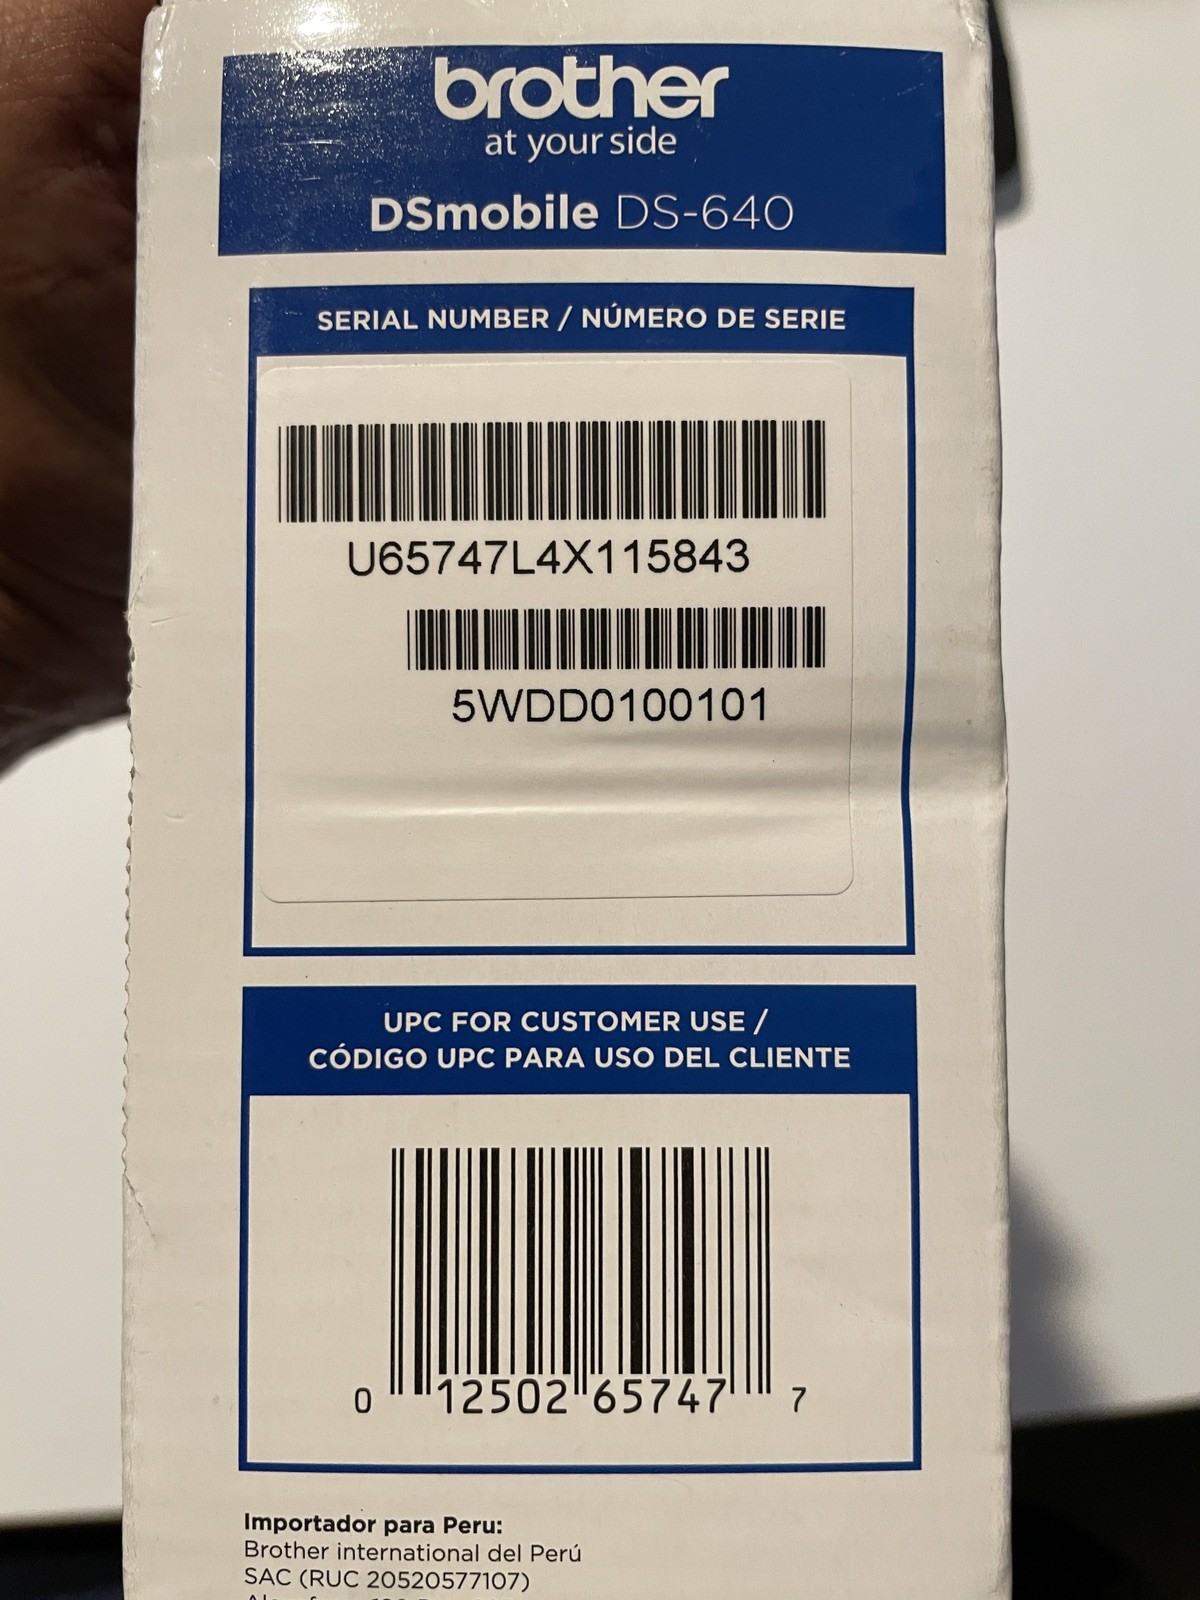 brother
at your side
DSmobile DS-640
SERIAL NUMBER / NÚMERO DE SERIE
U65747L4X115843
5WDD0100101
UPC FOR CUSTOMER USE /
CÓDIGO UPC PARA USO DEL CLIENTE
0 12502 65747 7
Importador para Peru:
Brother international del Perú
SAC (RUC 20520577107)